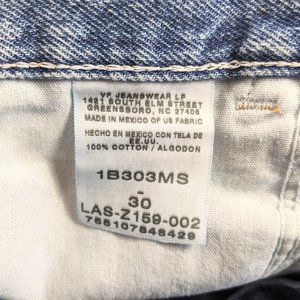 VF JEANSWEAR LP
1421 SOUTH ELM STREET
GREENSBORO, NC 27406
MADE IN MEXICO OF US FABRIC
HECHO EN MEXICO CON TELA DE
EE.UU.
100% COTTON / ALGODON
1B303MS
-
30
LAS-Z159-002
765107846429